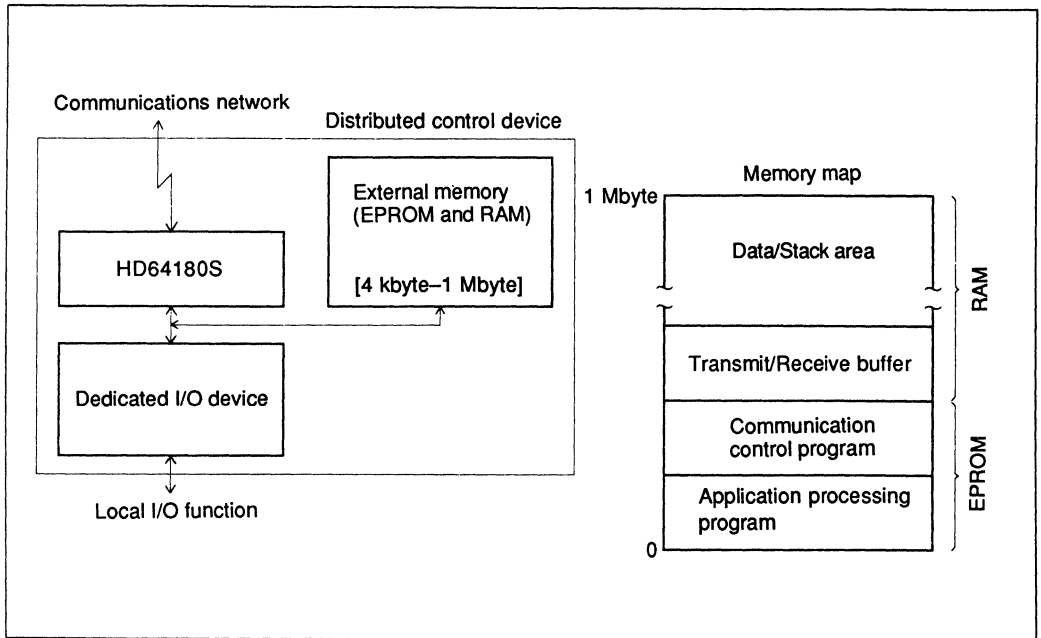 Communications network
Distributed control device
External memory
(EPROM and RAM)
[4 kbyte–1 Mbyte]
HD64180S
Dedicated I/O device
Local I/O function
Memory map
1 Mbyte
Data/Stack area
Transmit/Receive buffer
Communication
control program
Application processing
program
0
RAM
EPROM